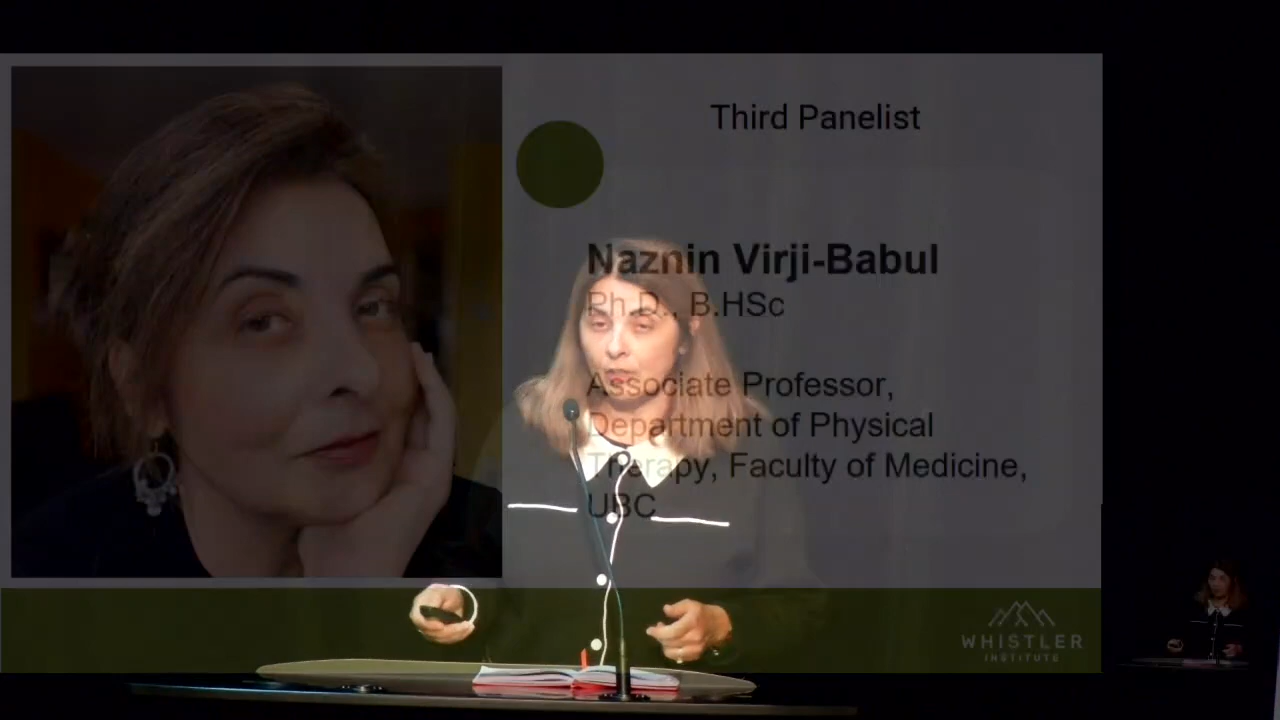 Third Panelist
Naznin Virji-Babul
Ph.D., B.HSc
Associate Professor,
Department of Physical
Therapy, Faculty of Medicine,
UBC
WHISTLER
INSTITUTE